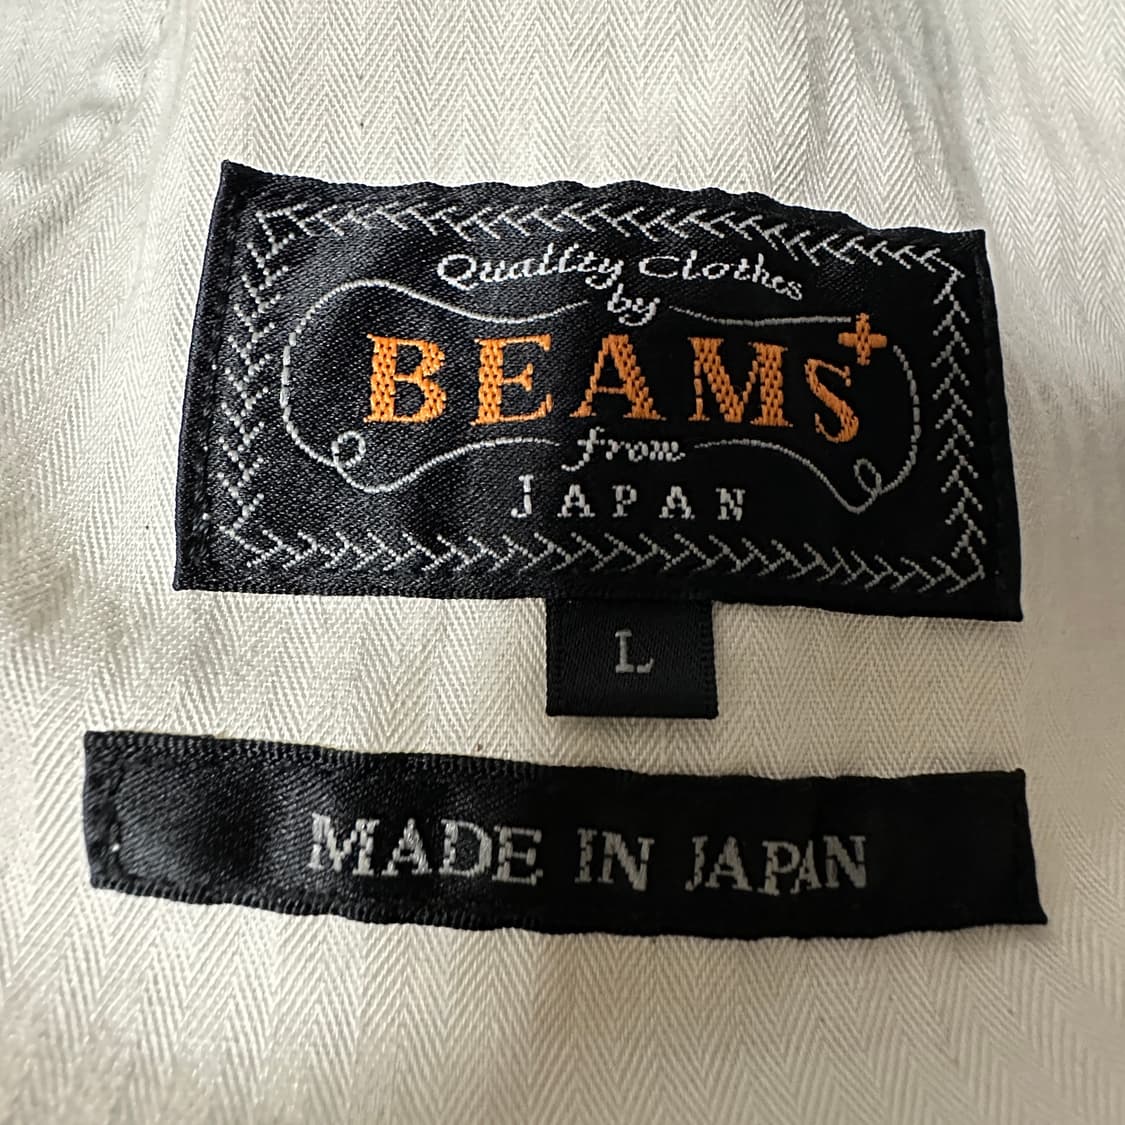 Quality Clothes
by
BEAMS+
from
JAPAN
L
MADE IN JAPAN